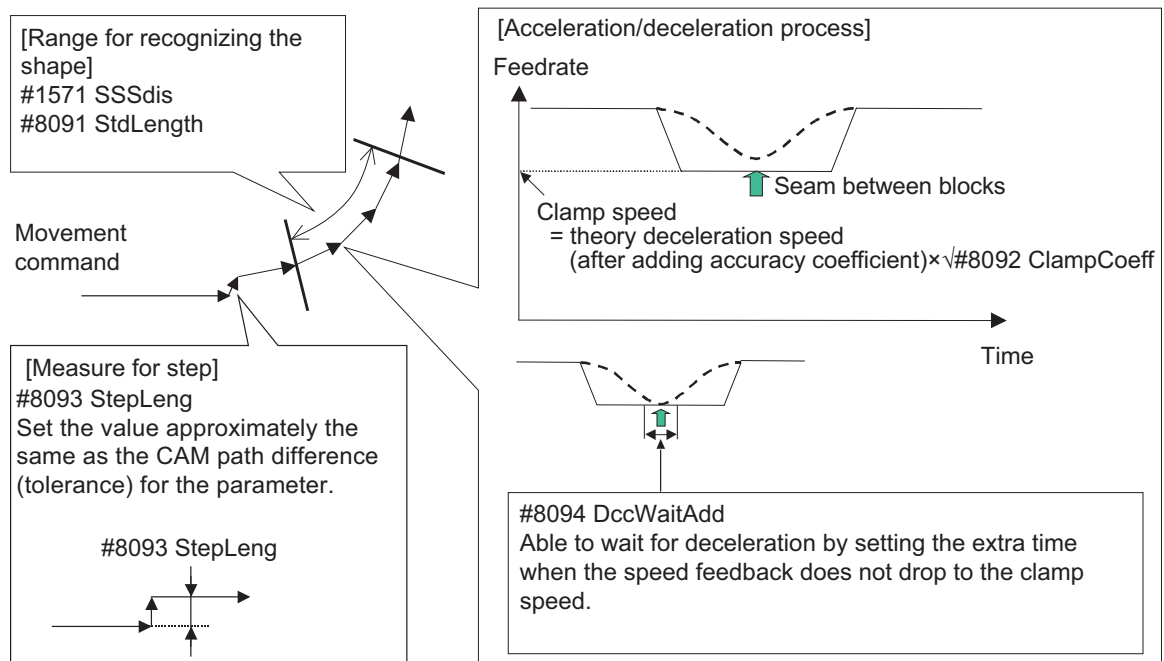 [Range for recognizing the
shape]
#1571 SSSdis
#8091 StdLength
Movement
command
[Measure for step]
#8093 StepLeng
Set the value approximately the
same as the CAM path difference
(tolerance) for the parameter.
#8093 StepLeng
[Acceleration/deceleration process]
Feedrate
Seam between blocks
Clamp speed
= theory deceleration speed
(after adding accuracy coefficient)×√#8092 ClampCoeff
Time
#8094 DccWaitAdd
Able to wait for deceleration by setting the extra time
when the speed feedback does not drop to the clamp
speed.